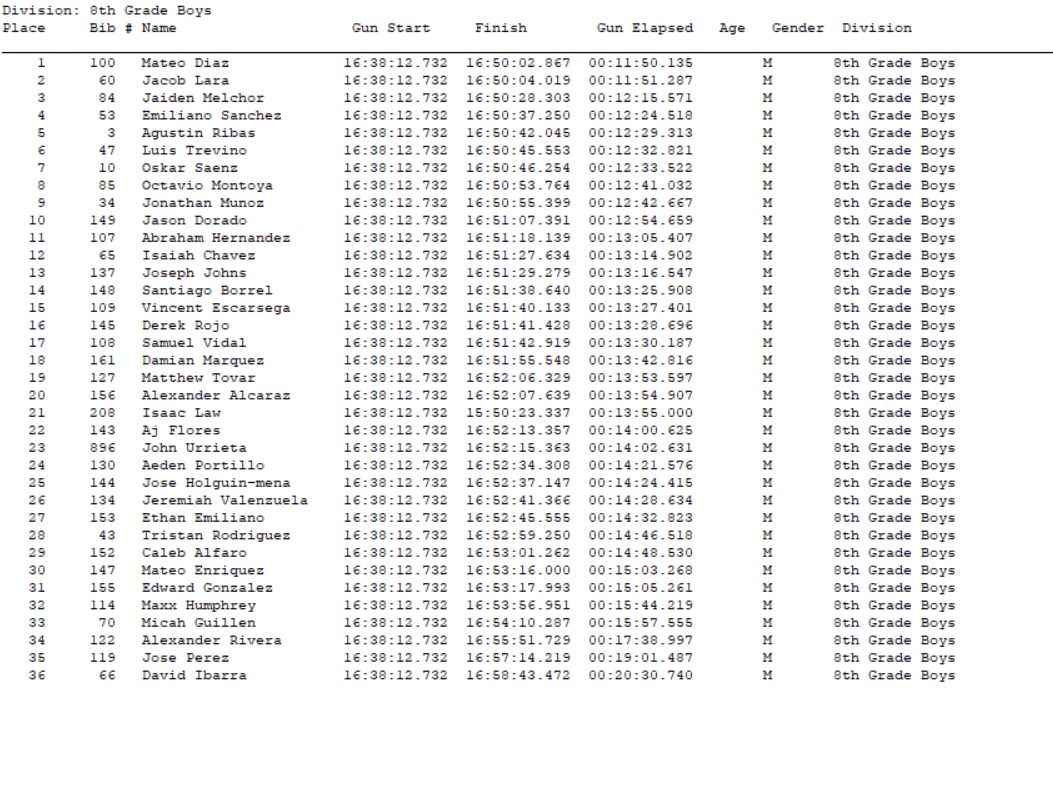 Division: 8th Grade Boys
Place Bib # Name Gun Start Finish Gun Elapsed Age Gender Division
1 100 Mateo Diaz 16:38:12.732 16:50:02.867 00:11:50.135 M 8th Grade Boys
2 60 Jacob Lara 16:38:12.732 16:50:04.019 00:11:51.287 M 8th Grade Boys
3 84 Jaiden Melchor 16:38:12.732 16:50:28.303 00:12:15.571 M 8th Grade Boys
4 53 Emiliano Sanchez 16:38:12.732 16:50:37.250 00:12:24.518 M 8th Grade Boys
5 3 Agustin Ribas 16:38:12.732 16:50:42.045 00:12:29.313 M 8th Grade Boys
6 47 Luis Trevino 16:38:12.732 16:50:45.553 00:12:32.821 M 8th Grade Boys
7 10 Oskar Saenz 16:38:12.732 16:50:46.254 00:12:33.522 M 8th Grade Boys
8 85 Octavio Montoya 16:38:12.732 16:50:53.764 00:12:41.032 M 8th Grade Boys
9 34 Jonathan Munoz 16:38:12.732 16:50:55.399 00:12:42.667 M 8th Grade Boys
10 149 Jason Dorado 16:38:12.732 16:51:07.391 00:12:54.659 M 8th Grade Boys
11 107 Abraham Hernandez 16:38:12.732 16:51:18.139 00:13:05.407 M 8th Grade Boys
12 65 Isaiah Chavez 16:38:12.732 16:51:27.634 00:13:14.902 M 8th Grade Boys
13 137 Joseph Johns 16:38:12.732 16:51:29.279 00:13:16.547 M 8th Grade Boys
14 148 Santiago Borrel 16:38:12.732 16:51:38.640 00:13:25.908 M 8th Grade Boys
15 109 Vincent Escarsega 16:38:12.732 16:51:40.133 00:13:27.401 M 8th Grade Boys
16 145 Derek Rojo 16:38:12.732 16:51:41.428 00:13:28.696 M 8th Grade Boys
17 108 Samuel Vidal 16:38:12.732 16:51:42.919 00:13:30.187 M 8th Grade Boys
18 161 Damian Marquez 16:38:12.732 16:51:55.548 00:13:42.816 M 8th Grade Boys
19 127 Matthew Tovar 16:38:12.732 16:52:06.329 00:13:53.597 M 8th Grade Boys
20 156 Alexander Alcaraz 16:38:12.732 16:52:07.639 00:13:54.907 M 8th Grade Boys
21 208 Isaac Law 16:38:12.732 15:50:23.337 00:13:55.000 M 8th Grade Boys
22 143 Aj Flores 16:38:12.732 16:52:13.357 00:14:00.625 M 8th Grade Boys
23 896 John Urrieta 16:38:12.732 16:52:15.363 00:14:02.631 M 8th Grade Boys
24 130 Aeden Portillo 16:38:12.732 16:52:34.308 00:14:21.576 M 8th Grade Boys
25 144 Jose Holguin-mena 16:38:12.732 16:52:37.147 00:14:24.415 M 8th Grade Boys
26 134 Jeremiah Valenzuela 16:38:12.732 16:52:41.366 00:14:28.634 M 8th Grade Boys
27 153 Ethan Emiliano 16:38:12.732 16:52:45.555 00:14:32.823 M 8th Grade Boys
28 43 Tristan Rodriguez 16:38:12.732 16:52:59.250 00:14:46.518 M 8th Grade Boys
29 152 Caleb Alfaro 16:38:12.732 16:53:01.262 00:14:48.530 M 8th Grade Boys
30 147 Mateo Enriquez 16:38:12.732 16:53:16.000 00:15:03.268 M 8th Grade Boys
31 155 Edward Gonzalez 16:38:12.732 16:53:17.993 00:15:05.261 M 8th Grade Boys
32 114 Maxx Humphrey 16:38:12.732 16:53:56.951 00:15:44.219 M 8th Grade Boys
33 70 Micah Guillen 16:38:12.732 16:54:10.287 00:15:57.555 M 8th Grade Boys
34 122 Alexander Rivera 16:38:12.732 16:55:51.729 00:17:38.997 M 8th Grade Boys
35 119 Jose Perez 16:38:12.732 16:57:14.219 00:19:01.487 M 8th Grade Boys
36 66 David Ibarra 16:38:12.732 16:58:43.472 00:20:30.740 M 8th Grade Boys